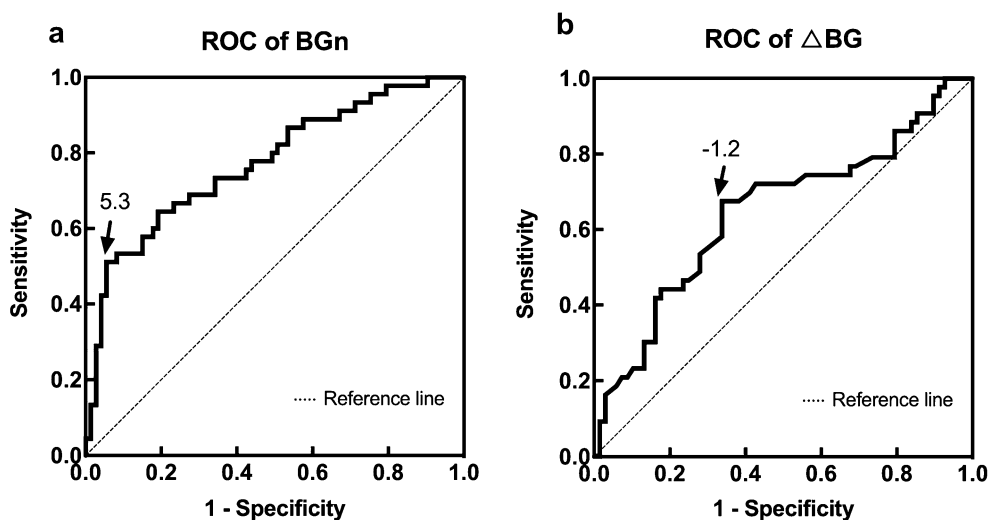 a
ROC of BGn
1.0
0.8
0.6
0.4
0.2
0.0
Sensitivity
5.3
Reference line
0.0 0.2 0.4 0.6 0.8 1.0
1 - Specificity
b
ROC of △BG
1.0
0.8
0.6
0.4
0.2
0.0
Sensitivity
-1.2
Reference line
0.0 0.2 0.4 0.6 0.8 1.0
1 - Specificity